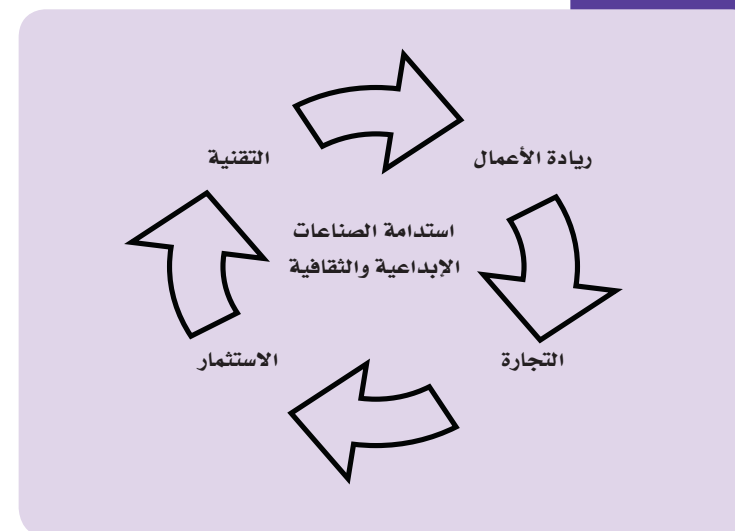 ريادة الأعمال
التقنية
استدامة الصناعات
الإبداعية والثقافية
التجارة
الاستثمار